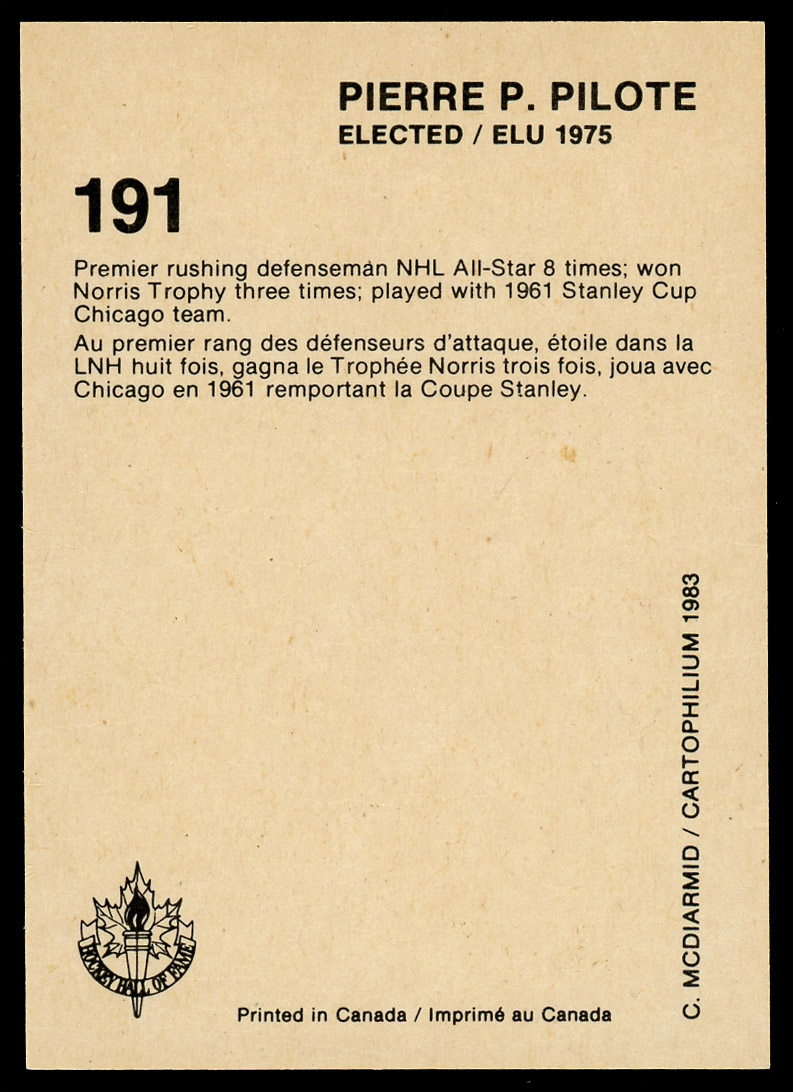 PIERRE P. PILOTE
ELECTED / ELU 1975
191
Premier rushing defenseman NHL All-Star 8 times; won
Norris Trophy three times; played with 1961 Stanley Cup
Chicago team.
Au premier rang des défenseurs d'attaque, étoile dans la
LNH huit fois, gagna le Trophée Norris trois fois, joua avec
Chicago en 1961 remportant la Coupe Stanley.
C. MCDIARMID / CARTOPHILIUM 1983
HOCKEY HALL OF FAME
Printed in Canada / Imprimé au Canada